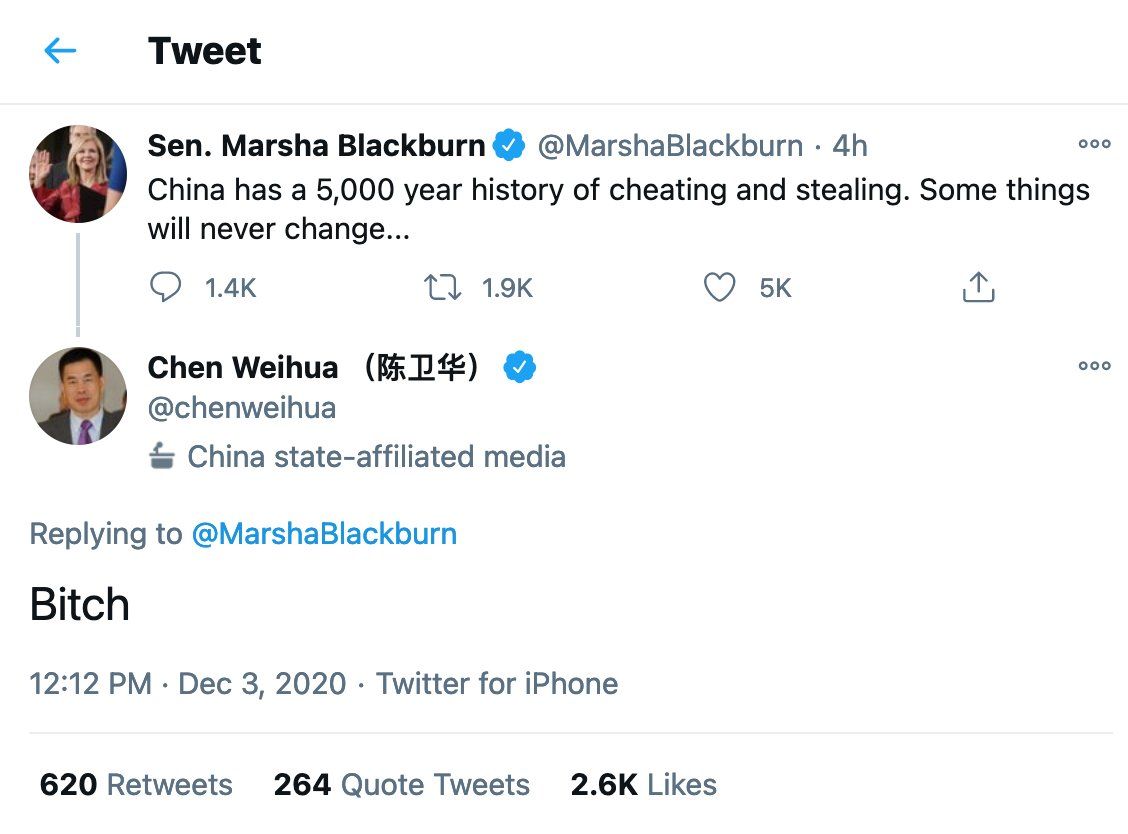 Tweet
Sen. Marsha Blackburn @MarshaBlackburn · 4h
China has a 5,000 year history of cheating and stealing. Some things
will never change...
1.4K 1.9K 5K
Chen Weihua （陈卫华）
@chenweihua
China state-affiliated media
Replying to @MarshaBlackburn
Bitch
12:12 PM · Dec 3, 2020 · Twitter for iPhone
620 Retweets 264 Quote Tweets 2.6K Likes